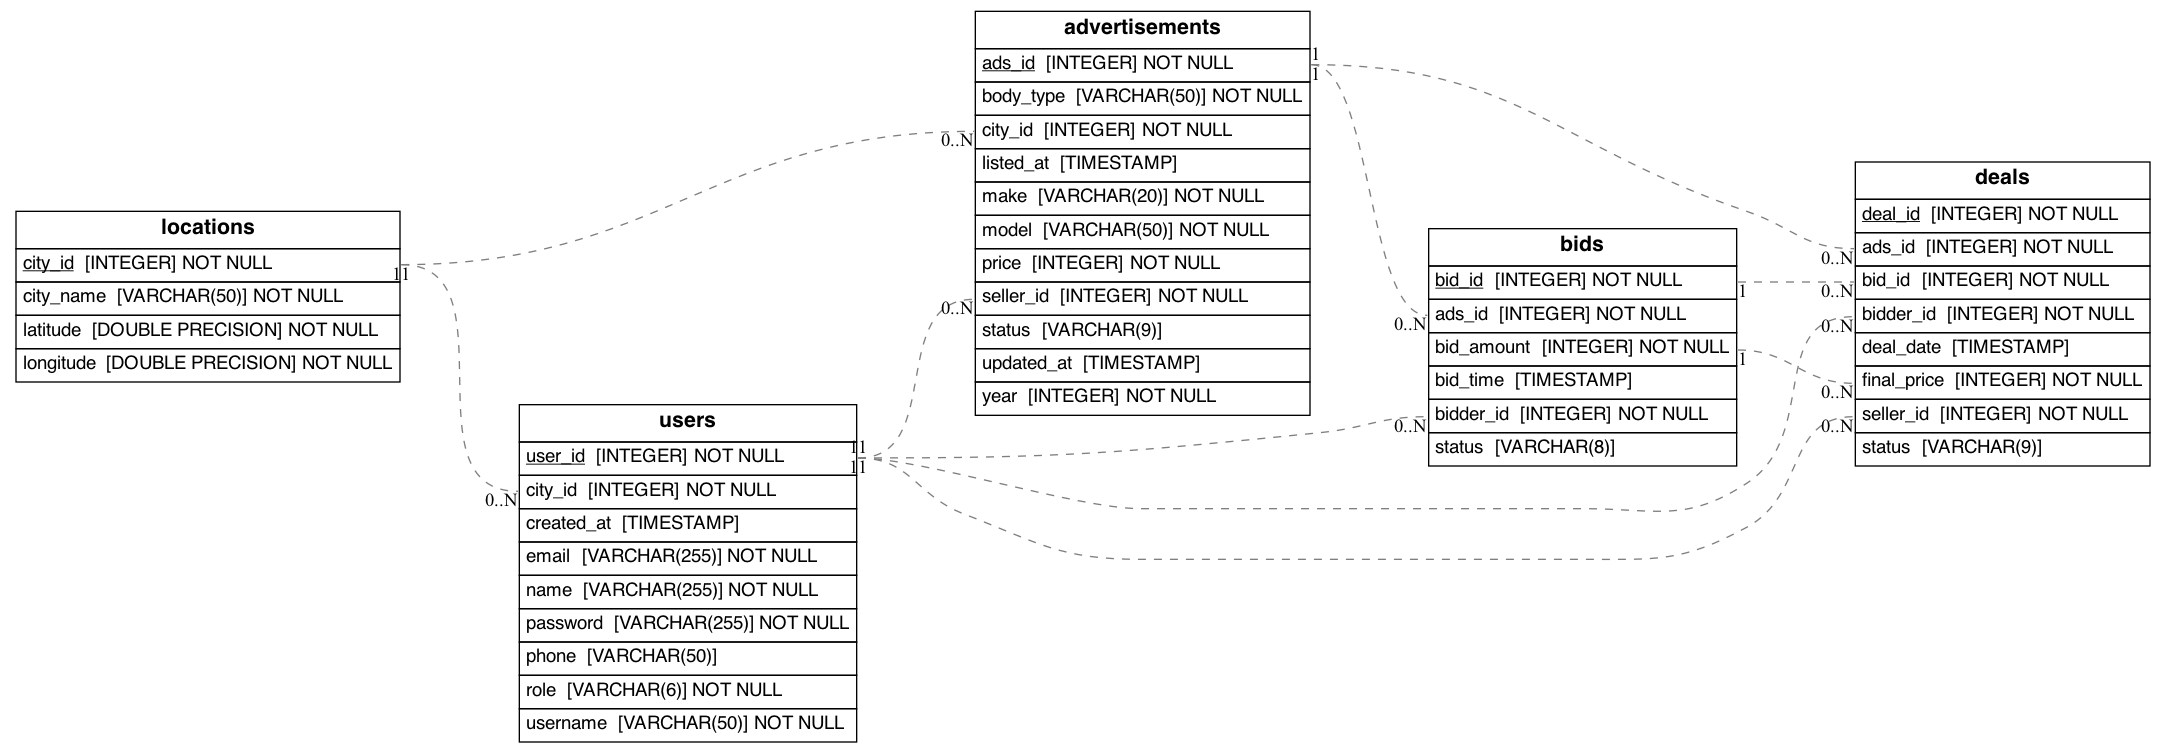 locations
city_id [INTEGER] NOT NULL
city_name [VARCHAR(50)] NOT NULL
latitude [DOUBLE PRECISION] NOT NULL
longitude [DOUBLE PRECISION] NOT NULL
11
0..N
0..N
users
user_id [INTEGER] NOT NULL
city_id [INTEGER] NOT NULL
created_at [TIMESTAMP]
email [VARCHAR(255)] NOT NULL
name [VARCHAR(255)] NOT NULL
password [VARCHAR(255)] NOT NULL
phone [VARCHAR(50)]
role [VARCHAR(6)] NOT NULL
username [VARCHAR(50)] NOT NULL
11
11
0..N
advertisements
ads_id [INTEGER] NOT NULL
body_type [VARCHAR(50)] NOT NULL
city_id [INTEGER] NOT NULL
listed_at [TIMESTAMP]
make [VARCHAR(20)] NOT NULL
model [VARCHAR(50)] NOT NULL
price [INTEGER] NOT NULL
seller_id [INTEGER] NOT NULL
status [VARCHAR(9)]
updated_at [TIMESTAMP]
year [INTEGER] NOT NULL
1
1
0..N
0..N
bids
bid_id [INTEGER] NOT NULL
ads_id [INTEGER] NOT NULL
bid_amount [INTEGER] NOT NULL
bid_time [TIMESTAMP]
bidder_id [INTEGER] NOT NULL
status [VARCHAR(8)]
1
1
0..N
0..N
0..N
0..N
0..N
deals
deal_id [INTEGER] NOT NULL
ads_id [INTEGER] NOT NULL
bid_id [INTEGER] NOT NULL
bidder_id [INTEGER] NOT NULL
deal_date [TIMESTAMP]
final_price [INTEGER] NOT NULL
seller_id [INTEGER] NOT NULL
status [VARCHAR(9)]